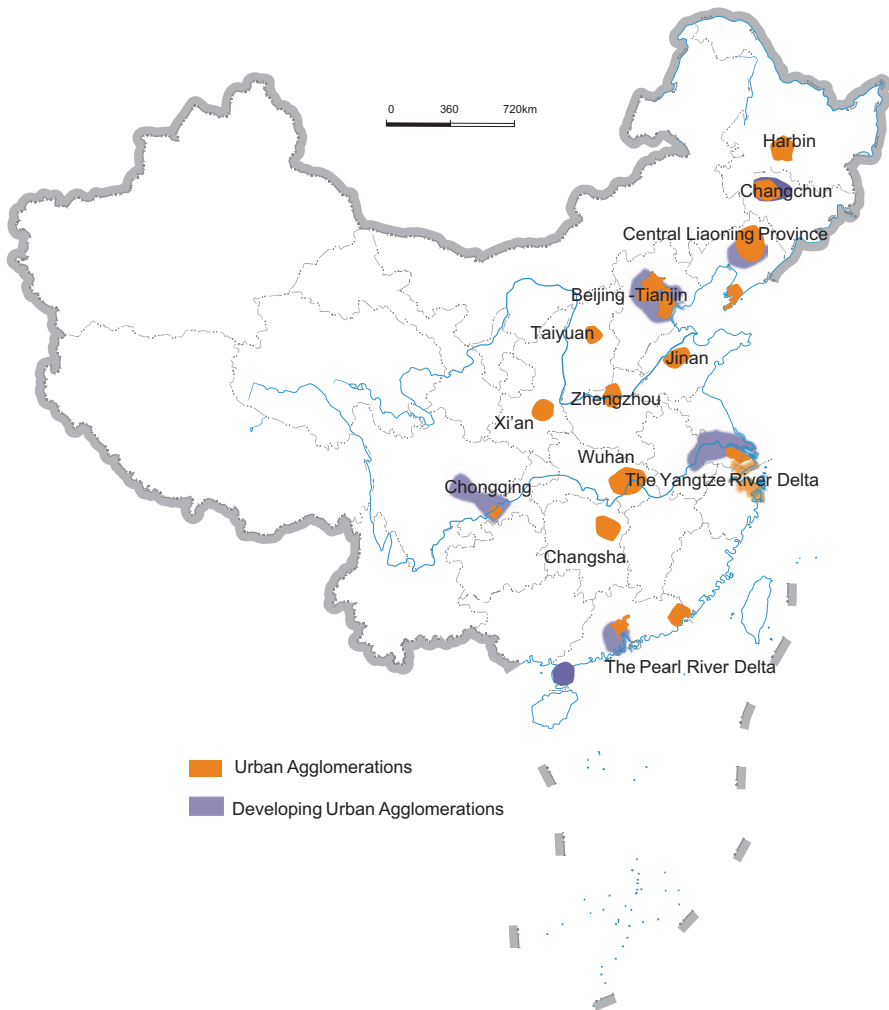 0 360 720km
Harbin
Changchun
Central Liaoning Province
Beijing-Tianjin
Taiyuan
Jinan
Zhengzhou
Xi'an
Wuhan
The Yangtze River Delta
Chongqing
Changsha
The Pearl River Delta
Urban Agglomerations
Developing Urban Agglomerations